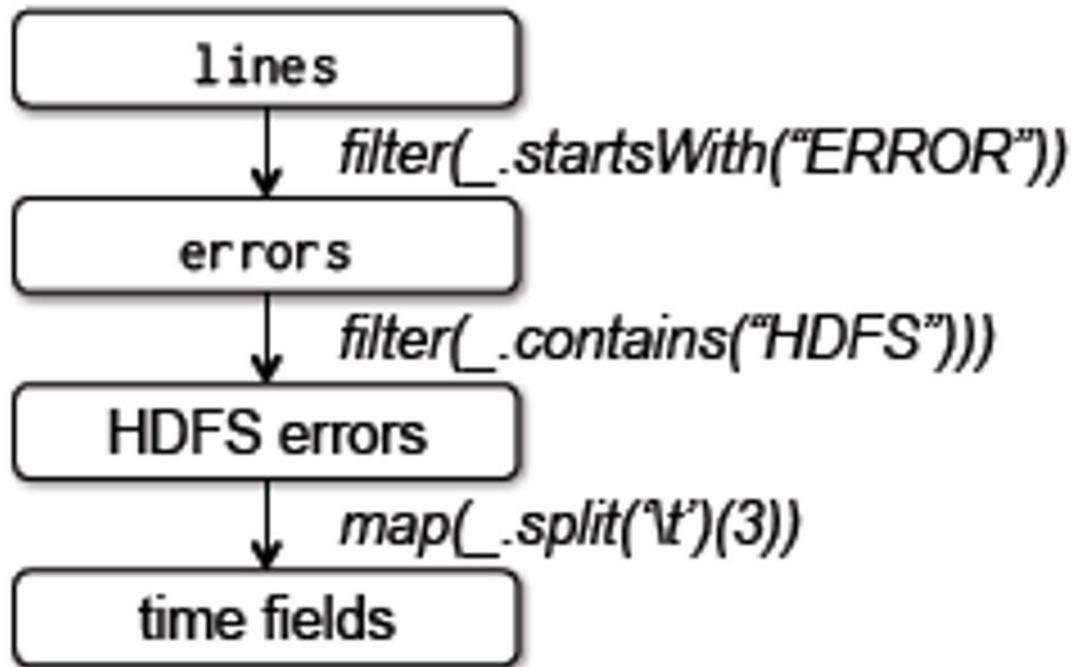 lines
filter(_.startsWith(“ERROR”))
errors
filter(_.contains(“HDFS”)))
HDFS errors
map(_.split(‘\t’)(3))
time fields